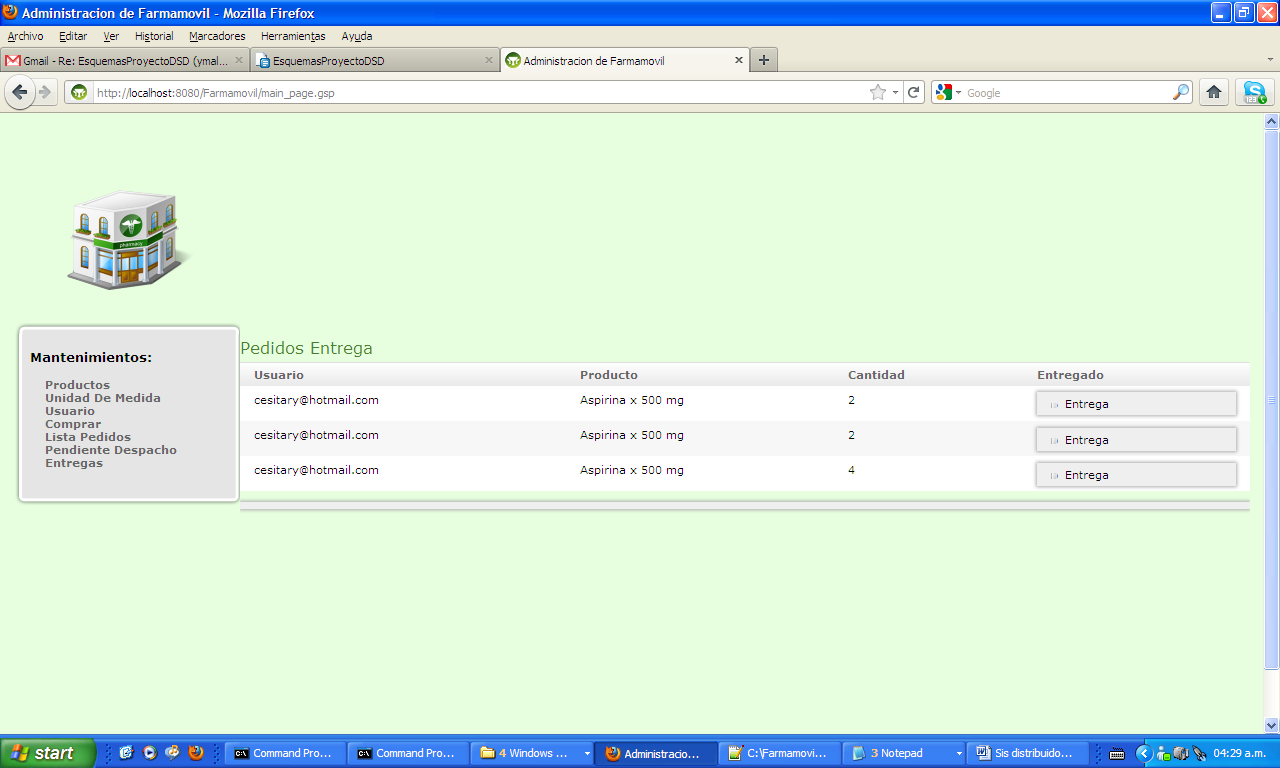 Administracion de Farmamovil - Mozilla Firefox
Archivo Editar Ver Historial Marcadores Herramientas Ayuda
Gmail - Re: EsquemasProyectoDSD (ymal... EsquemasProyectoDSD Administracion de Farmamovil
http://localhost:8080/Farmamovil/main_page.gsp Google
pharmacy
Mantenimientos:
Productos
Unidad De Medida
Usuario
Comprar
Lista Pedidos
Pendiente Despacho
Entregas
Pedidos Entrega
Usuario Producto Cantidad Entregado
cesitary@hotmail.com Aspirina x 500 mg 2 Entrega
cesitary@hotmail.com Aspirina x 500 mg 2 Entrega
cesitary@hotmail.com Aspirina x 500 mg 4 Entrega
start Command Pro... Command Pro... 4 Windows ... Administracio... C:\Farmamovi... 3 Notepad Sis distribuido... 04:29 a.m.